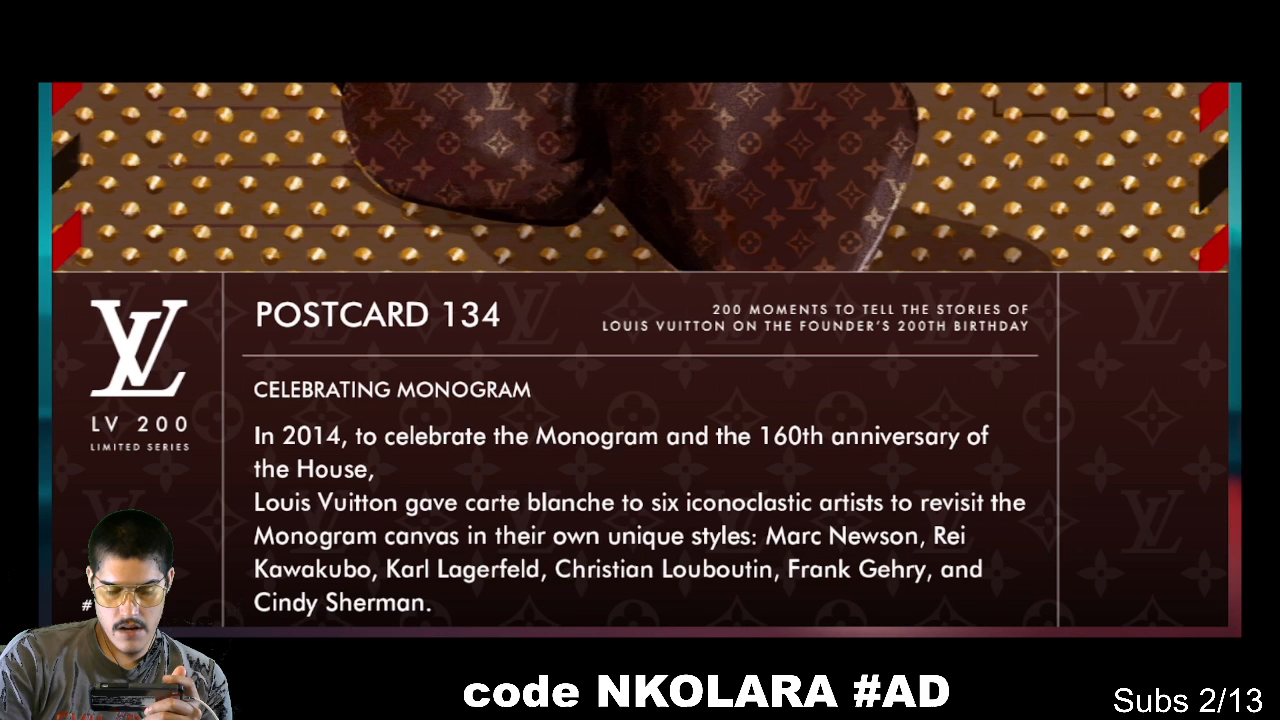 POSTCARD 134
200 MOMENTS TO TELL THE STORIES OF
LOUIS VUITTON ON THE FOUNDER'S 200TH BIRTHDAY
LV
LV 200
LIMITED SERIES
CELEBRATING MONOGRAM
In 2014, to celebrate the Monogram and the 160th anniversary of
the House,
Louis Vuitton gave carte blanche to six iconoclastic artists to revisit the
Monogram canvas in their own unique styles: Marc Newson, Rei
Kawakubo, Karl Lagerfeld, Christian Louboutin, Frank Gehry, and
Cindy Sherman.
#
code NKOLARA #AD
Subs 2/13